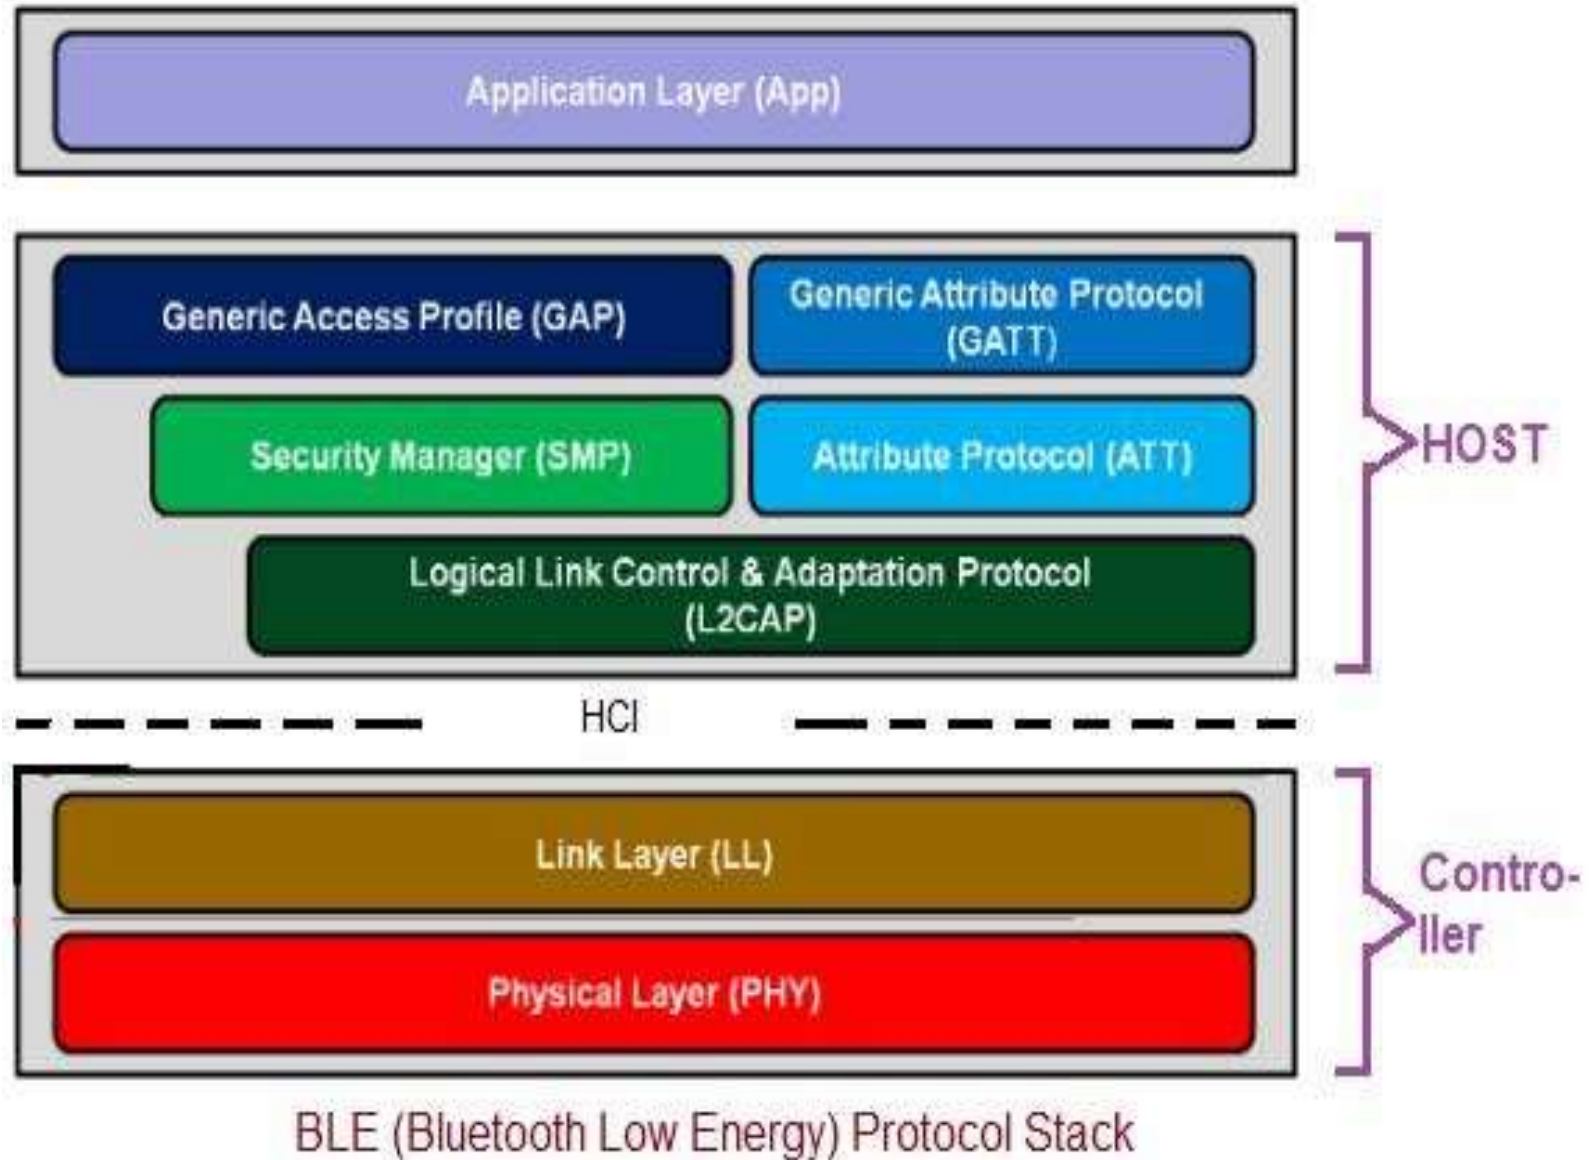 Application Layer (App)
Generic Access Profile (GAP)
Generic Attribute Protocol
(GATT)
Security Manager (SMP)
Attribute Protocol (ATT)
Logical Link Control & Adaptation Protocol
(L2CAP)
HOST
HCI
Link Layer (LL)
Physical Layer (PHY)
Contro-
ller
BLE (Bluetooth Low Energy) Protocol Stack